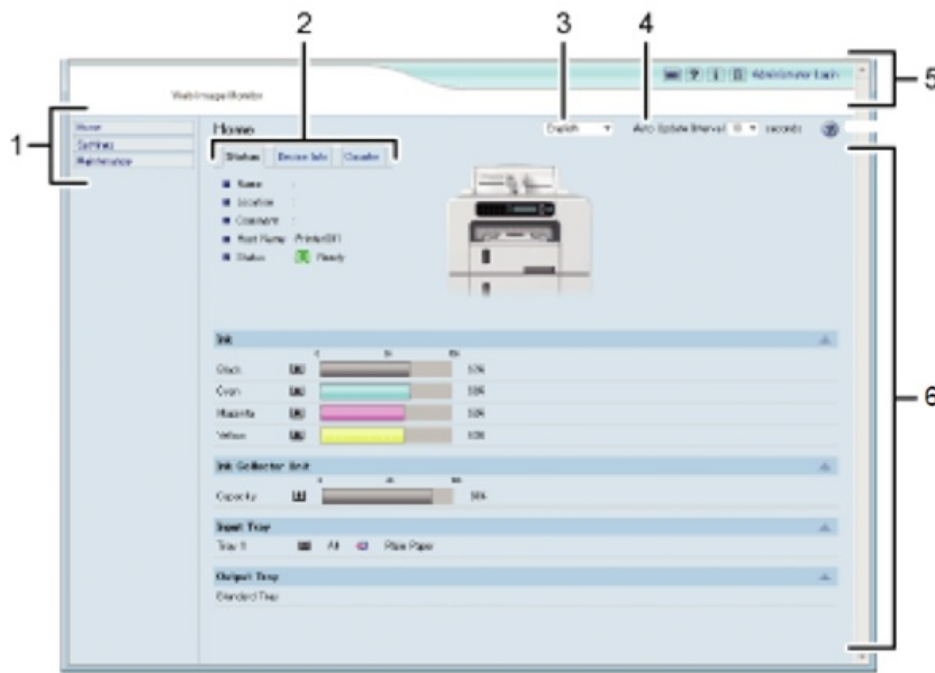 2 3 4
5
Administrator Login
Web Image Monitor
1
Home
Settings
Maintenance
Home
English
Auto Update Interval seconds
Status Device Info Counter
Name :
Location :
Comment :
Host Name : Printer
Status : Ready
Ink
Black
Cyan
Magenta
Yellow
6
Ink Collector Unit
Capacity
Input Tray
Tray 1 Plain Paper
Output Tray
Standard Tray